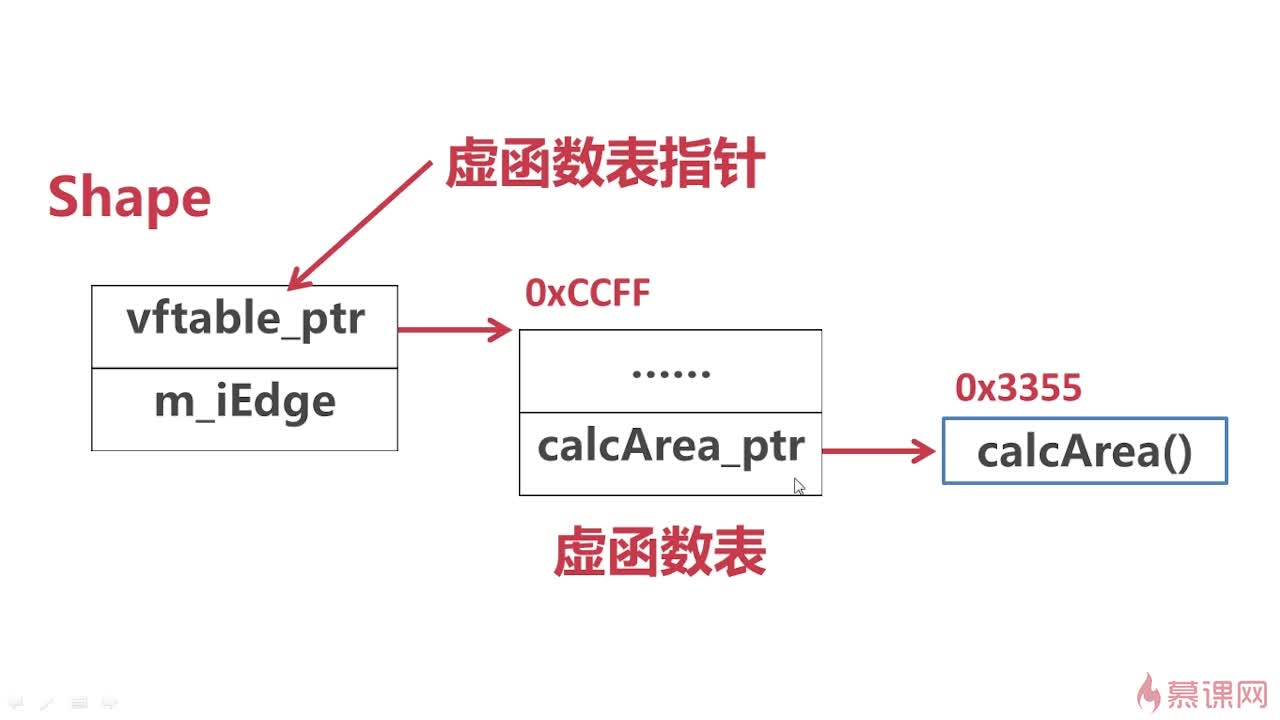 虚函数表指针
Shape
vftable_ptr
m_iEdge
0xCCFF
......
calcArea_ptr
虚函数表
0x3355
calcArea()
慕课网